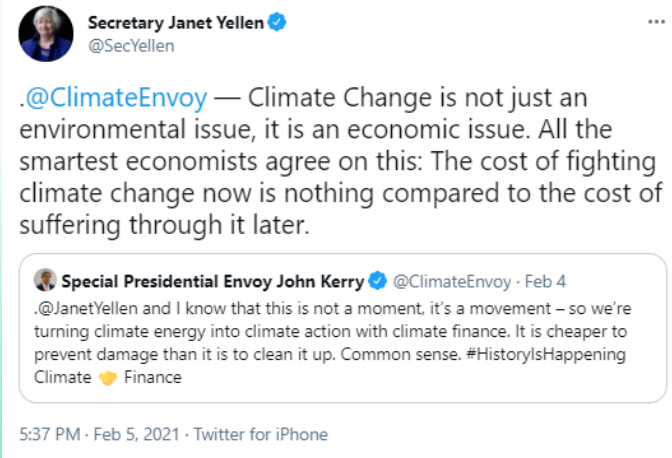 Secretary Janet Yellen
@SecYellen
.@ClimateEnvoy — Climate Change is not just an
environmental issue, it is an economic issue. All the
smartest economists agree on this: The cost of fighting
climate change now is nothing compared to the cost of
suffering through it later.
Special Presidential Envoy John Kerry @ClimateEnvoy · Feb 4
.@JanetYellen and I know that this is not a moment, it's a movement – so we're
turning climate energy into climate action with climate finance. It is cheaper to
prevent damage than it is to clean it up. Common sense. #HistoryIsHappening
Climate 🤝 Finance
5:37 PM · Feb 5, 2021 · Twitter for iPhone